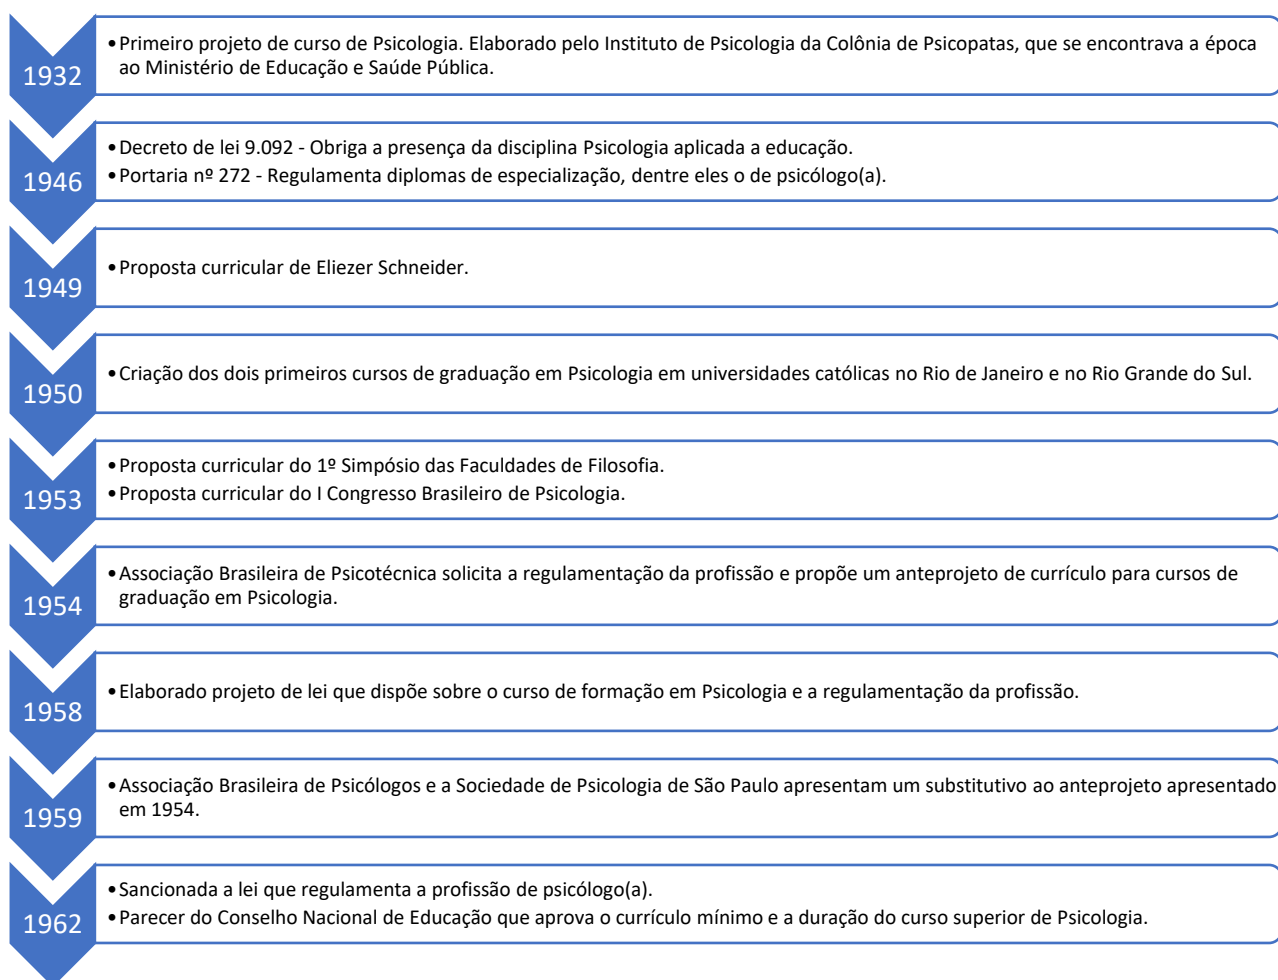 1932
•Primeiro projeto de curso de Psicologia. Elaborado pelo Instituto de Psicologia da Colônia de Psicopatas, que se encontrava a época
ao Ministério de Educação e Saúde Pública.
1946
•Decreto de lei 9.092 - Obriga a presença da disciplina Psicologia aplicada a educação.
•Portaria nº 272 - Regulamenta diplomas de especialização, dentre eles o de psicólogo(a).
1949
•Proposta curricular de Eliezer Schneider.
1950
•Criação dos dois primeiros cursos de graduação em Psicologia em universidades católicas no Rio de Janeiro e no Rio Grande do Sul.
1953
•Proposta curricular do 1º Simpósio das Faculdades de Filosofia.
•Proposta curricular do I Congresso Brasileiro de Psicologia.
1954
•Associação Brasileira de Psicotécnica solicita a regulamentação da profissão e propõe um anteprojeto de currículo para cursos de
graduação em Psicologia.
1958
•Elaborado projeto de lei que dispõe sobre o curso de formação em Psicologia e a regulamentação da profissão.
1959
•Associação Brasileira de Psicólogos e a Sociedade de Psicologia de São Paulo apresentam um substitutivo ao anteprojeto apresentado
em 1954.
1962
•Sancionada a lei que regulamenta a profissão de psicólogo(a).
•Parecer do Conselho Nacional de Educação que aprova o currículo mínimo e a duração do curso superior de Psicologia.